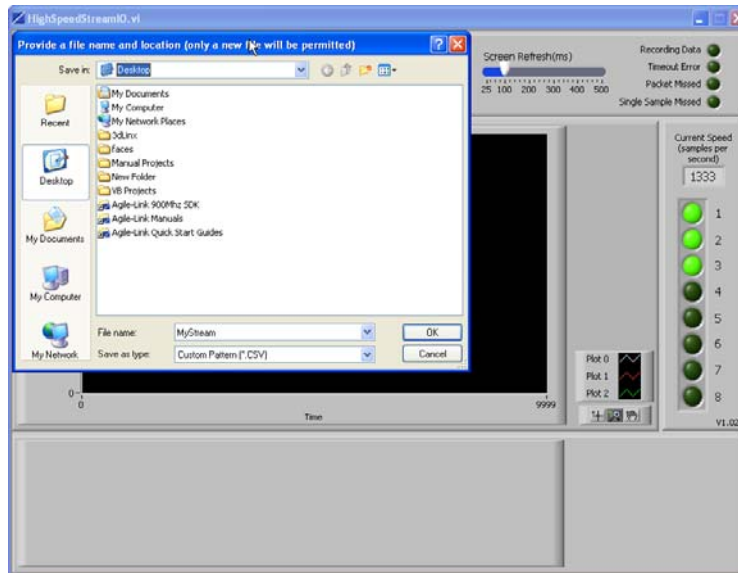 HighSpeedStreamIO.vi
Provide a file name and location (only a new file will be permitted)
Save in:
Desktop
Recent
Desktop
My Documents
My Computer
My Network
My Documents
My Computer
My Network Places
3dLinx
faces
Manual Projects
New Folder
VB Projects
Agile-Link 900Mhz SDK
Agile-Link Manuals
Agile-Link Quick Start Guides
File name:
MyStream
OK
Save as type:
Custom Pattern (*.CSV)
Cancel
Screen Refresh(ms)
25 100 200 300 400 500
Recording Data
Timeout Error
Packet Missed
Single Sample Missed
Current Speed
(samples per
second)
1333
1
2
3
4
5
6
7
8
V1.02
Plot 0
Plot 1
Plot 2
0
0
9999
Time